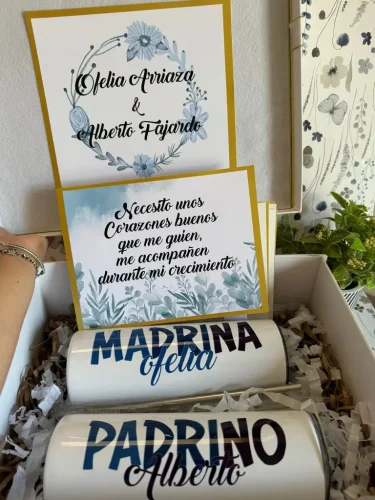 Ofelia Arriaza
&
Alberto Fajardo
Necesito unos
Corazones buenos
que me guien,
me acompañen
durante mi crecimiento
MADRINA
ofelia
PADRINO
Alberto